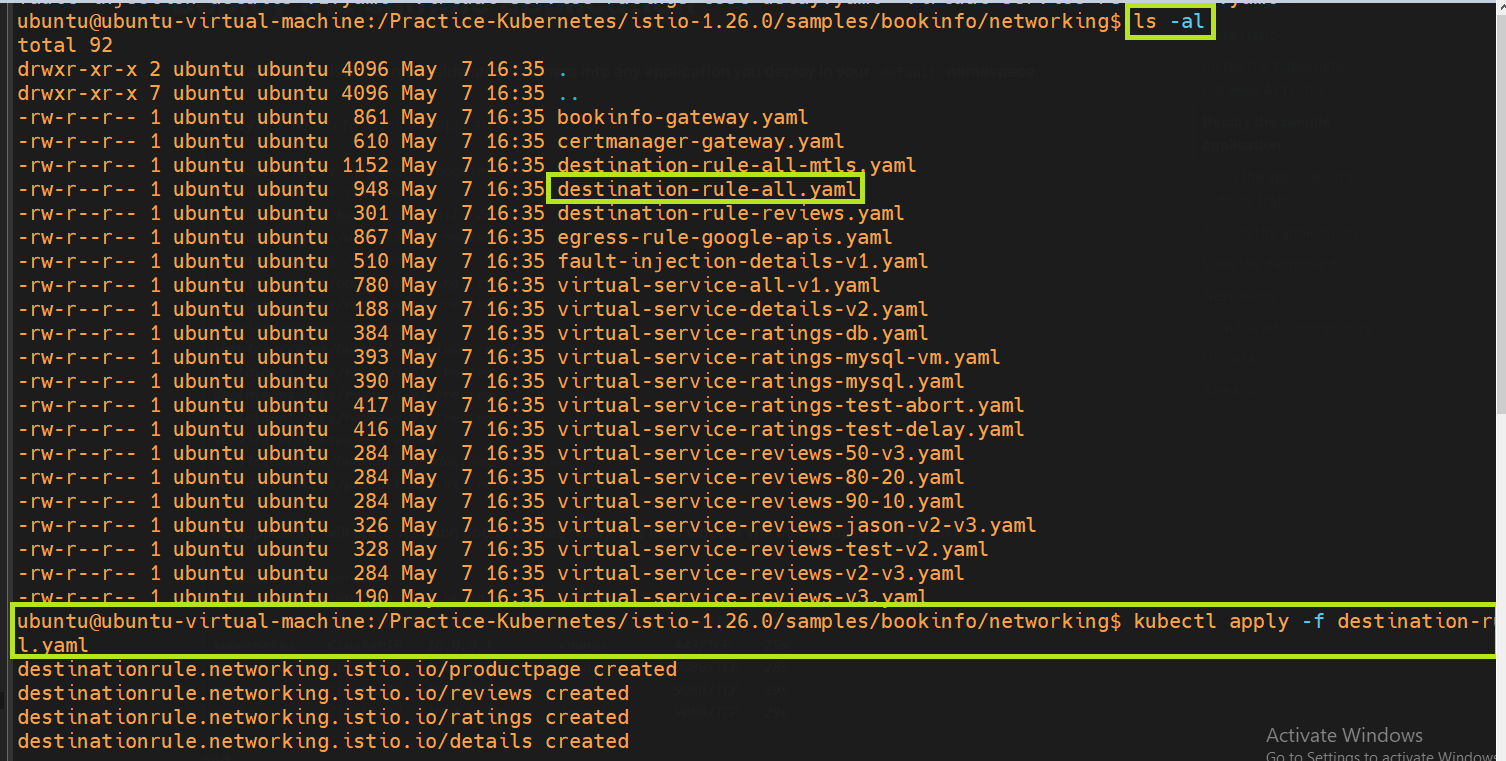 ubuntu@ubuntu-virtual-machine:/Practice-Kubernetes/istio-1.26.0/samples/bookinfo/networking$ ls -al
total 92
drwxr-xr-x 2 ubuntu ubuntu 4096 May  7 16:35 .
drwxr-xr-x 7 ubuntu ubuntu 4096 May  7 16:35 ..
-rw-r--r-- 1 ubuntu ubuntu  861 May  7 16:35 bookinfo-gateway.yaml
-rw-r--r-- 1 ubuntu ubuntu  610 May  7 16:35 certmanager-gateway.yaml
-rw-r--r-- 1 ubuntu ubuntu 1152 May  7 16:35 destination-rule-all-mtls.yaml
-rw-r--r-- 1 ubuntu ubuntu  948 May  7 16:35 destination-rule-all.yaml
-rw-r--r-- 1 ubuntu ubuntu  301 May  7 16:35 destination-rule-reviews.yaml
-rw-r--r-- 1 ubuntu ubuntu  867 May  7 16:35 egress-rule-google-apis.yaml
-rw-r--r-- 1 ubuntu ubuntu  510 May  7 16:35 fault-injection-details-v1.yaml
-rw-r--r-- 1 ubuntu ubuntu  780 May  7 16:35 virtual-service-all-v1.yaml
-rw-r--r-- 1 ubuntu ubuntu  188 May  7 16:35 virtual-service-details-v2.yaml
-rw-r--r-- 1 ubuntu ubuntu  384 May  7 16:35 virtual-service-ratings-db.yaml
-rw-r--r-- 1 ubuntu ubuntu  393 May  7 16:35 virtual-service-ratings-mysql-vm.yaml
-rw-r--r-- 1 ubuntu ubuntu  390 May  7 16:35 virtual-service-ratings-mysql.yaml
-rw-r--r-- 1 ubuntu ubuntu  417 May  7 16:35 virtual-service-ratings-test-abort.yaml
-rw-r--r-- 1 ubuntu ubuntu  416 May  7 16:35 virtual-service-ratings-test-delay.yaml
-rw-r--r-- 1 ubuntu ubuntu  284 May  7 16:35 virtual-service-reviews-50-v3.yaml
-rw-r--r-- 1 ubuntu ubuntu  284 May  7 16:35 virtual-service-reviews-80-20.yaml
-rw-r--r-- 1 ubuntu ubuntu  284 May  7 16:35 virtual-service-reviews-90-10.yaml
-rw-r--r-- 1 ubuntu ubuntu  326 May  7 16:35 virtual-service-reviews-jason-v2-v3.yaml
-rw-r--r-- 1 ubuntu ubuntu  328 May  7 16:35 virtual-service-reviews-test-v2.yaml
-rw-r--r-- 1 ubuntu ubuntu  284 May  7 16:35 virtual-service-reviews-v2-v3.yaml
-rw-r--r-- 1 ubuntu ubuntu  190 May  7 16:35 virtual-service-reviews-v3.yaml
ubuntu@ubuntu-virtual-machine:/Practice-Kubernetes/istio-1.26.0/samples/bookinfo/networking$ kubectl apply -f destination-r
l.yaml
destinationrule.networking.istio.io/productpage created
destinationrule.networking.istio.io/reviews created
destinationrule.networking.istio.io/ratings created
destinationrule.networking.istio.io/details created
Activate Windows
Go to Settings to activate Windows